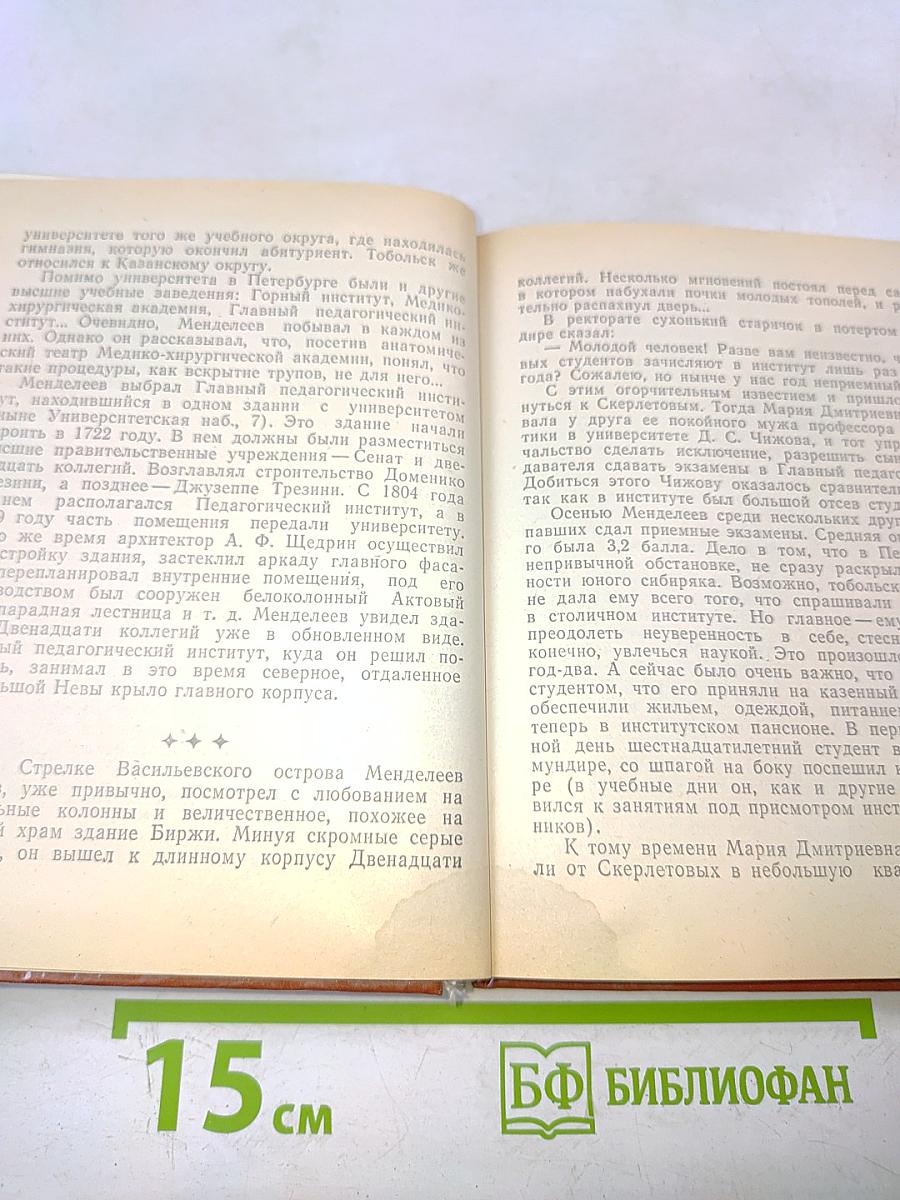 университете того же учебного округа, где находилась
гимназия, которую окончил абитуриент. Тобольск же
относился к Казанскому округу.
Помимо университета в Петербурге были и другие
высшие учебные заведения: Горный институт, Медико-
хирургическая академия, Главный педагогический ин-
ститут... Очевидно, Менделеев побывал в каждом из
них. Однако он рассказывал, что, посетив анатомиче-
ский театр Медико-хирургической академии, понял, что
такие процедуры, как вскрытие трупов, не для него...
Менделеев выбрал Главный педагогический инсти-
ут, находившийся в одном здании с университетом
ныне Университетская наб., 7). Это здание начали
роить в 1722 году. В нем должны были разместиться
сшие правительственные учреждения — Сенат и две-
дцать коллегий. Возглавлял строительство Доменико
езини, а позднее — Джузеппе Трезини. С 1804 года
нем располагался Педагогический институт, а в
9 году часть помещения передали университету.
о же время архитектор А. Ф. Щедрин осуществил
стройку здания, застеклил аркаду главного фаса-
перепланировал внутренние помещения, под его
водством был сооружен белоколонный Актовый
парадная лестница и т. д. Менделеев увидел зда-
Двенадцати коллегий уже в обновленном виде.
ный педагогический институт, куда он решил по-
ь, занимал в это время северное, отдаленное
льшой Невы крыло главного корпуса.
Стрелке Васильевского острова Менделеев
в, уже привычно, посмотрел с любованием на
льные колонны и величественное, похожее на
й храм здание Биржи. Минуя скромные серые
, он вышел к длинному корпусу Двенадцати
коллегий. Несколько мгновений постоял перед са
в котором набухали почки молодых тополей, и р
тельно распахнул дверь...
В ректорате сухонький старичок в потертом
дире сказал:
— Молодой человек! Разве вам неизвестно, ч
вых студентов зачисляют в институт лишь раз
года? Сожалею, но нынче у нас год неприемный
С этим огорчительным известием и пришло
нуться к Скерлетовым. Тогда Мария Дмитриевн
вала у друга ее покойного мужа профессора
тики в университете Д. С. Чижова, и тот упр
чальство сделать исключение, разрешить сын
давателя сдавать экзамены в Главный педагог
Добиться этого Чижову оказалось сравнител
так как в институте был большой отсев студ
Осенью Менделеев среди нескольких друг
павших сдал приемные экзамены. Средняя оц
го была 3,2 балла. Дело в том, что в Пе
непривычной обстановке, не сразу раскрыл
ности юного сибиряка. Возможно, тобольск
не дала ему всего того, что спрашивали
в столичном институте. Но главное — ему
преодолеть неуверенность в себе, стесн
конечно, увлечься наукой. Это произошл
год-два. А сейчас было очень важно, что
студентом, что его приняли на казенный
обеспечили жильем, одеждой, питание
теперь в институтском пансионе. В пер
ной день шестнадцатилетний студент в
мундире, со шпагой на боку поспешил к
ре (в учебные дни он, как и другие
вился к занятиям под присмотром инст
ников).
К тому времени Мария Дмитриевна
ли от Скерлетовых в небольшую ква
15 см
БФ БИБЛИОФАН